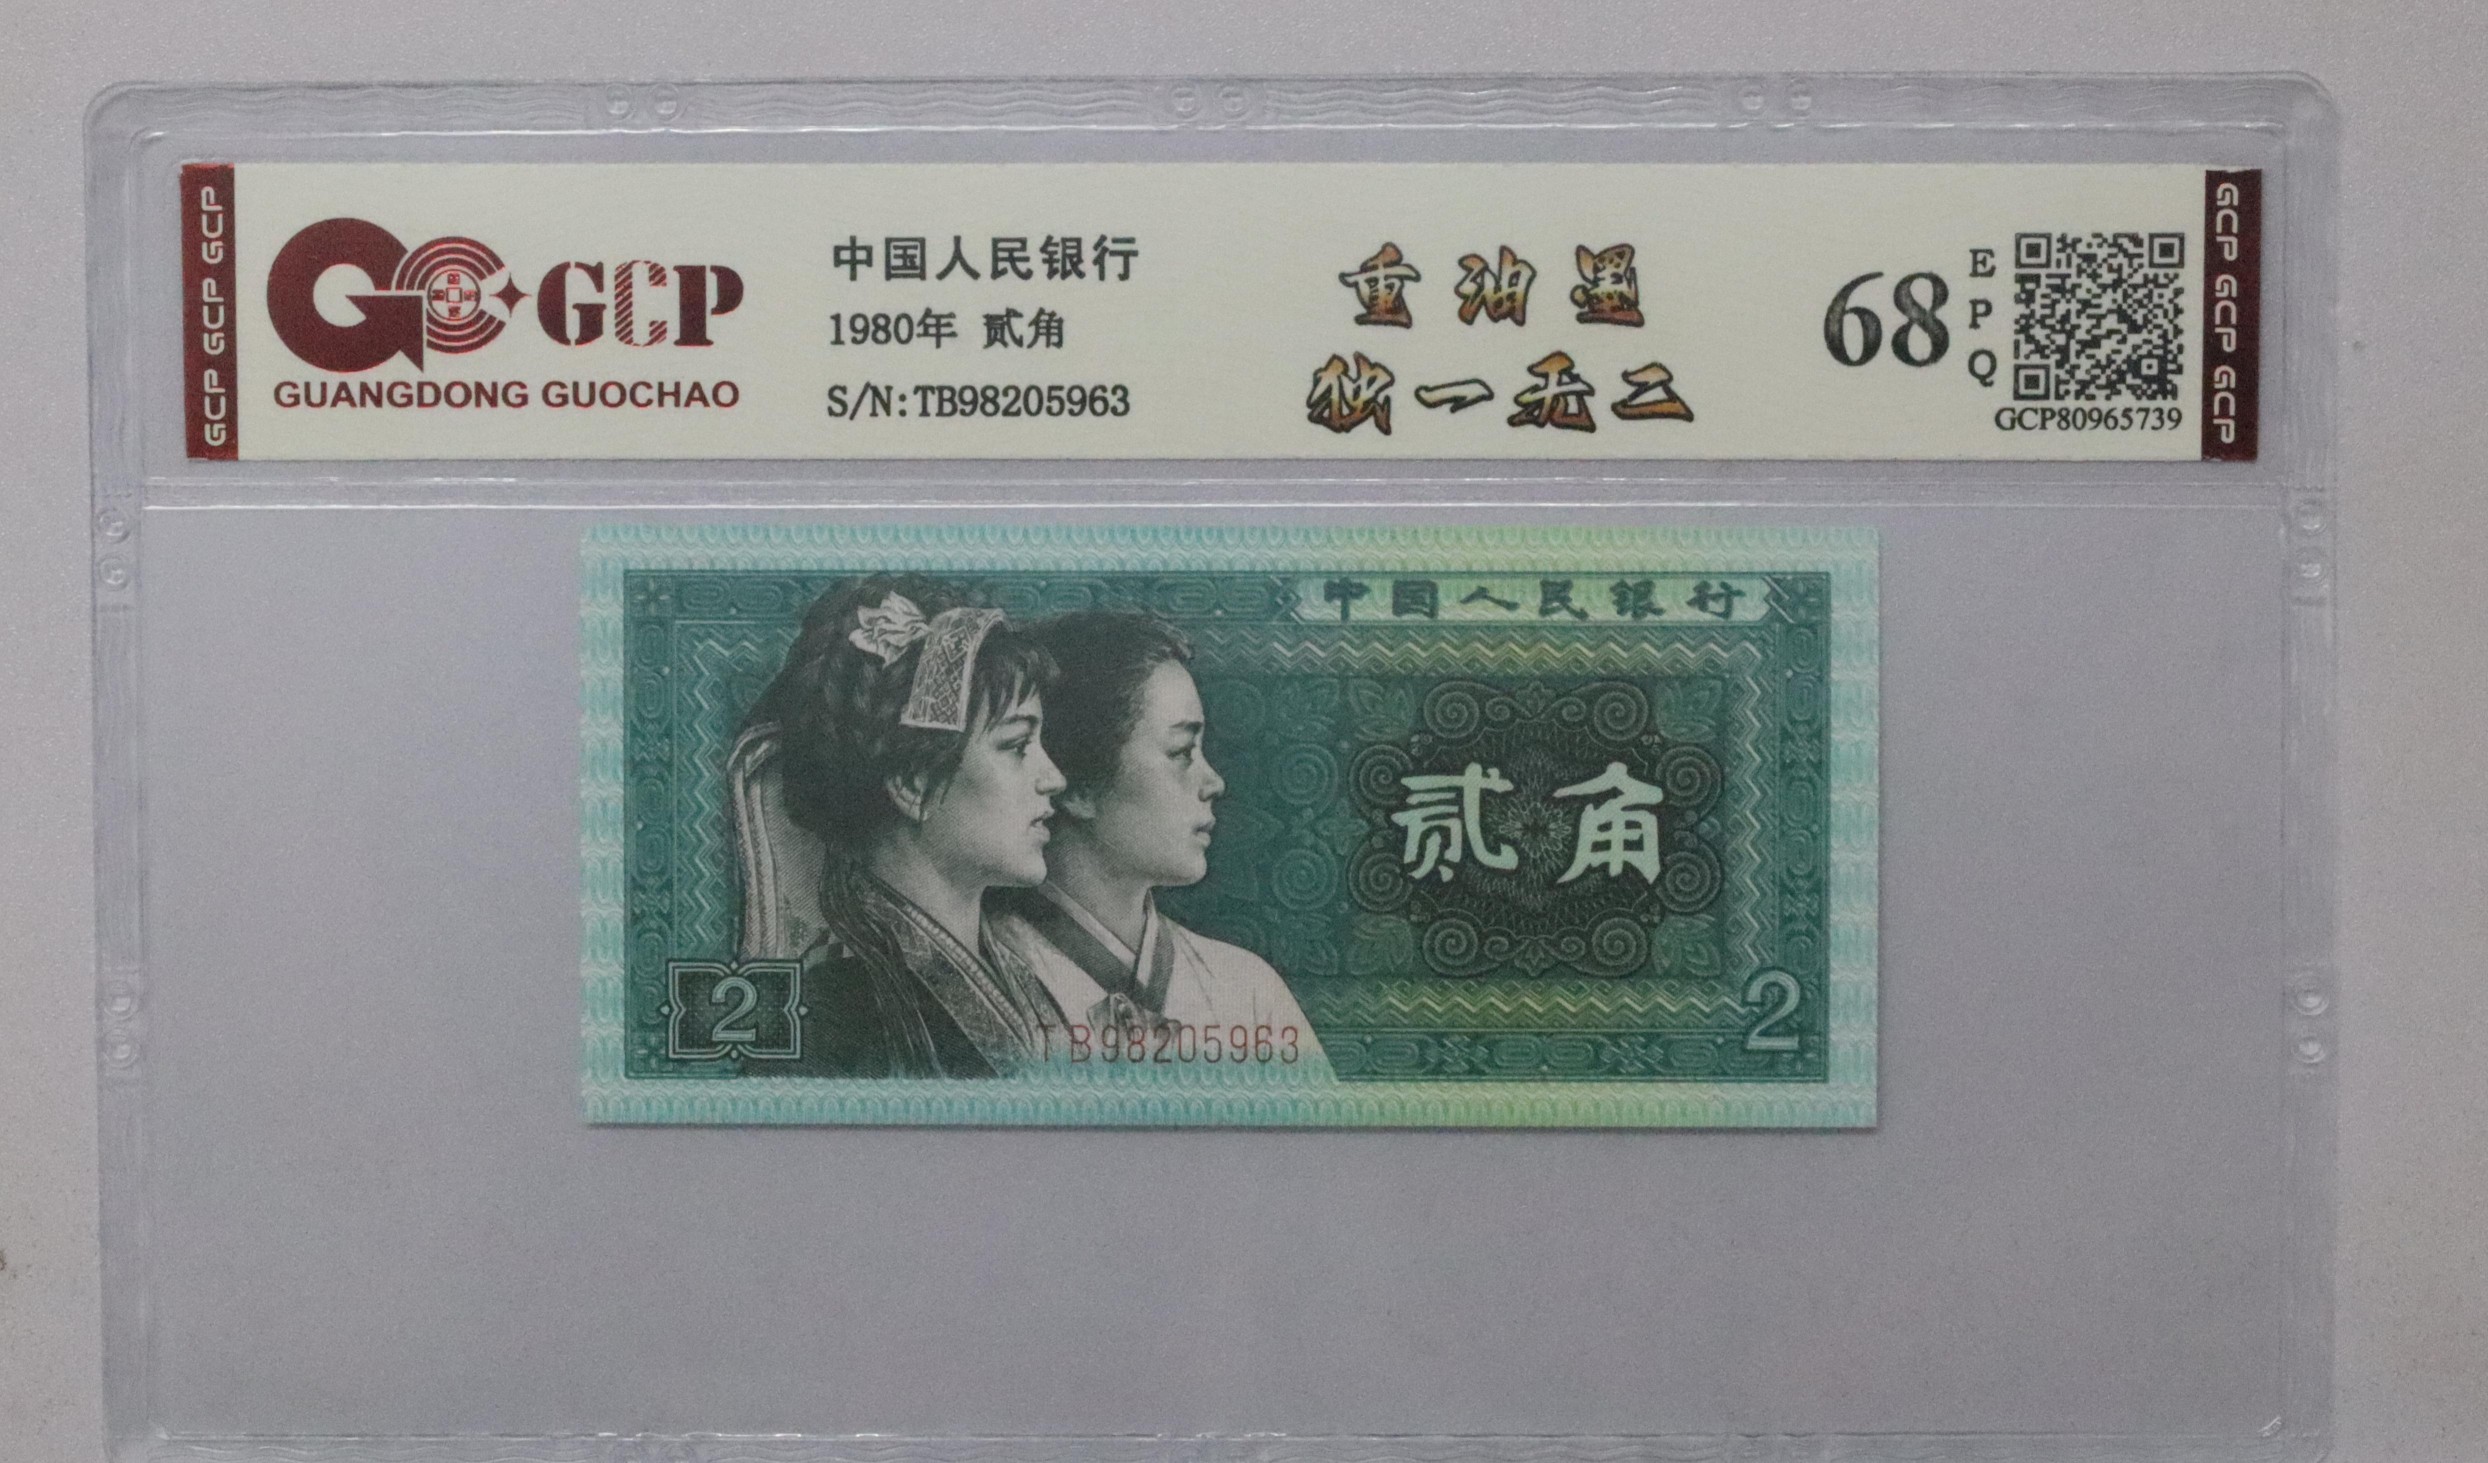 GCP GCP GCP
GCP
GUANGDONG GUOCHAO
中国人民银行
1980年 贰角
S/N:TB98205963
重油墨
独一无二
68
EPQ
GCP80965739
GCP GCP GCP
中国人民银行
贰角
2
2
TB98205963